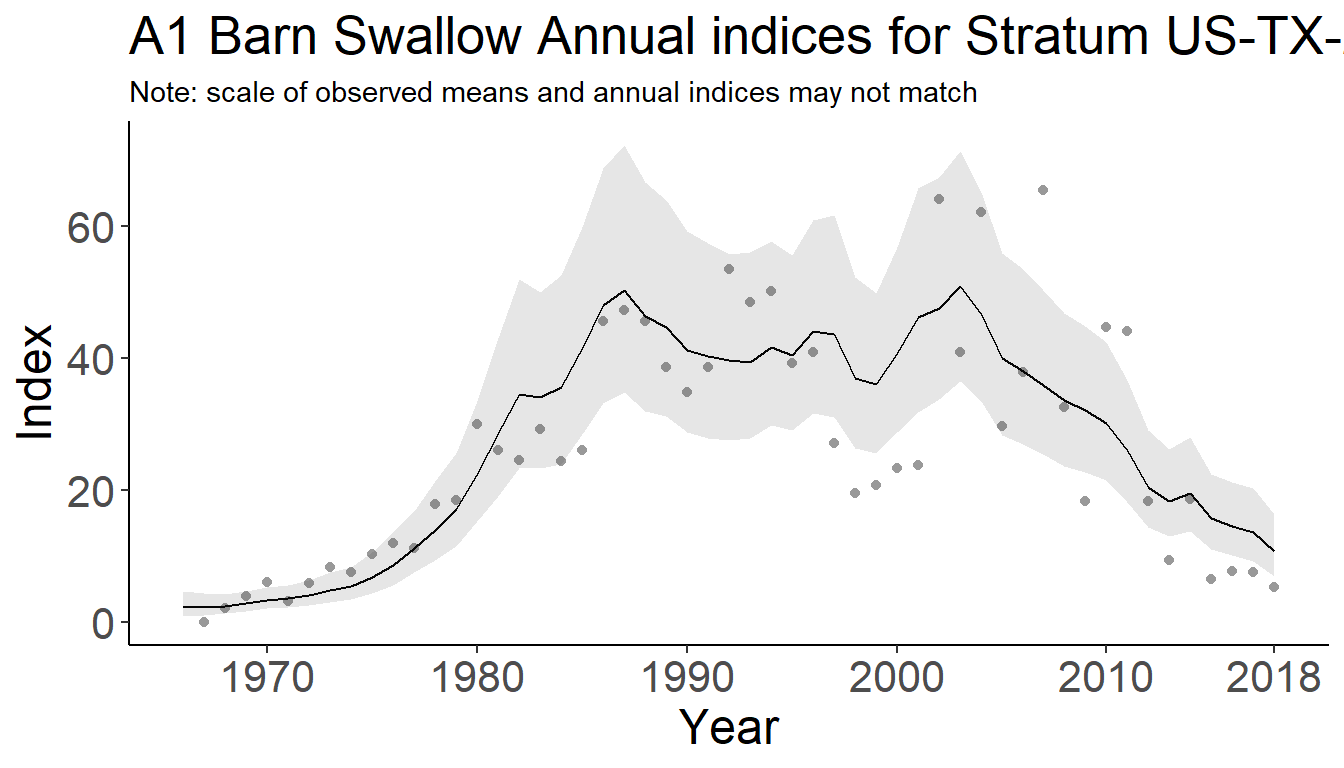 A1 Barn Swallow Annual indices for Stratum US-TX-
Note: scale of observed means and annual indices may not match
Index
60
40
20
0
1970 1980 1990 2000 2010 2018
Year